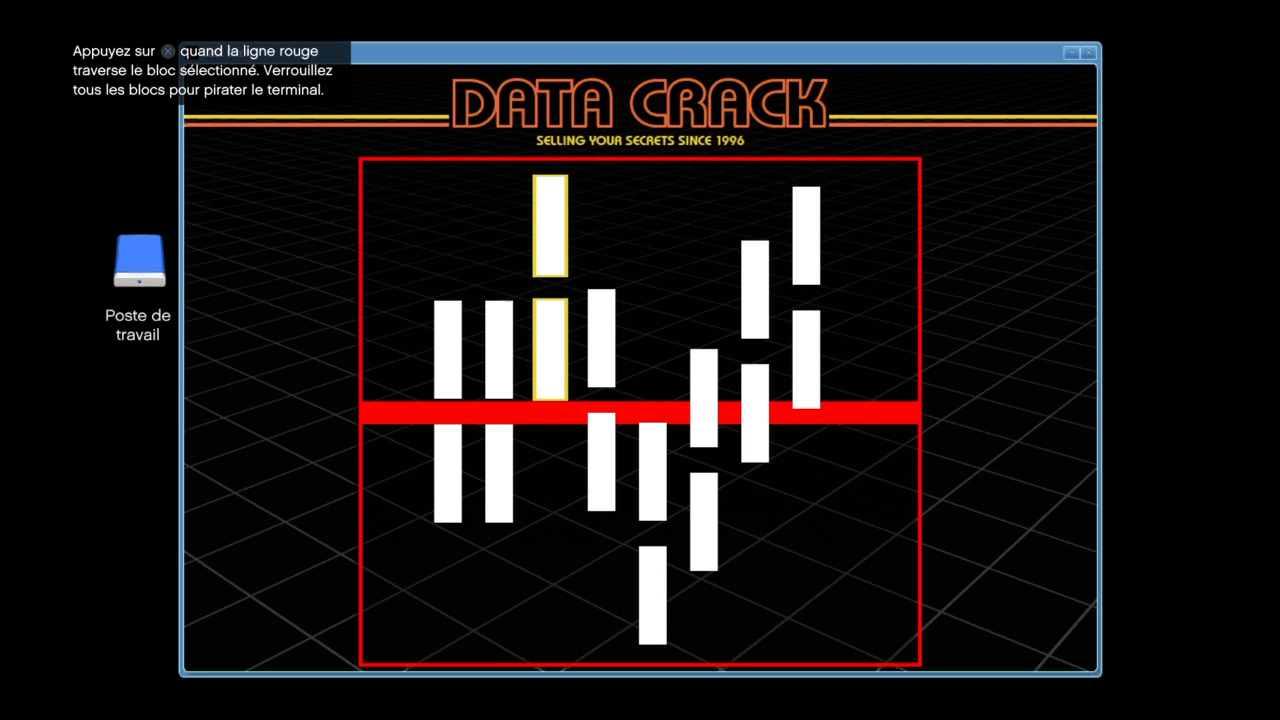 Appuyez sur ⊗ quand la ligne rouge
traverse le bloc sélectionné. Verrouillez
tous les blocs pour pirater le terminal.
DATA CRACK
SELLING YOUR SECRETS SINCE 1996
Poste de
travail